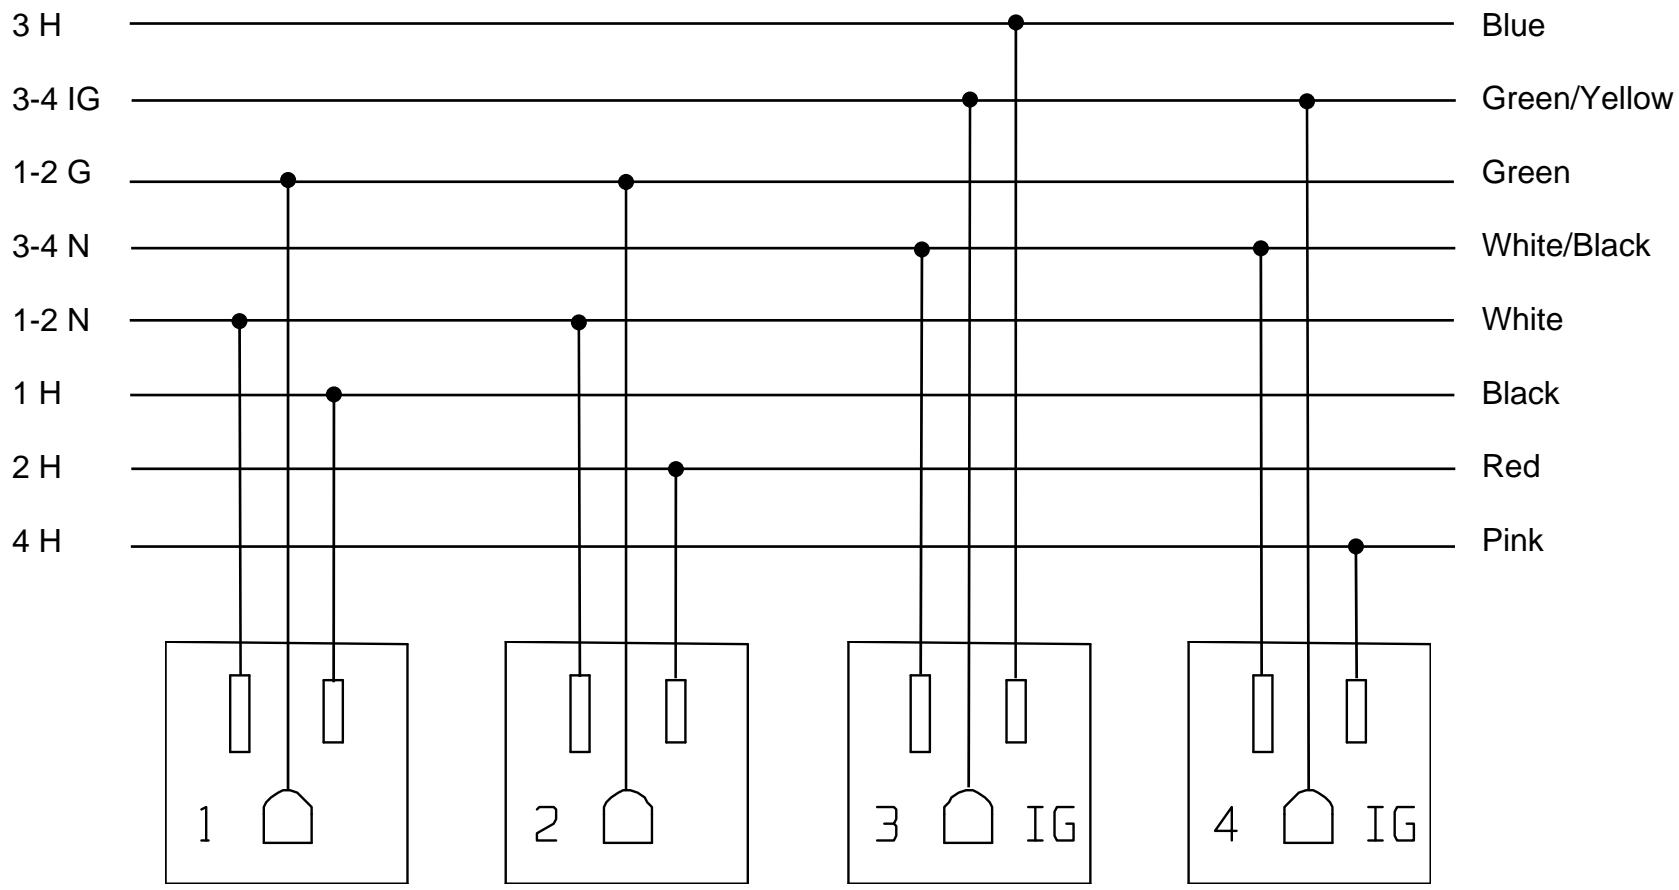 3 H Blue
3-4 IG Green/Yellow
1-2 G Green
3-4 N White/Black
1-2 N White
1 H Black
2 H Red
4 H Pink
1 2 3 IG 4 IG